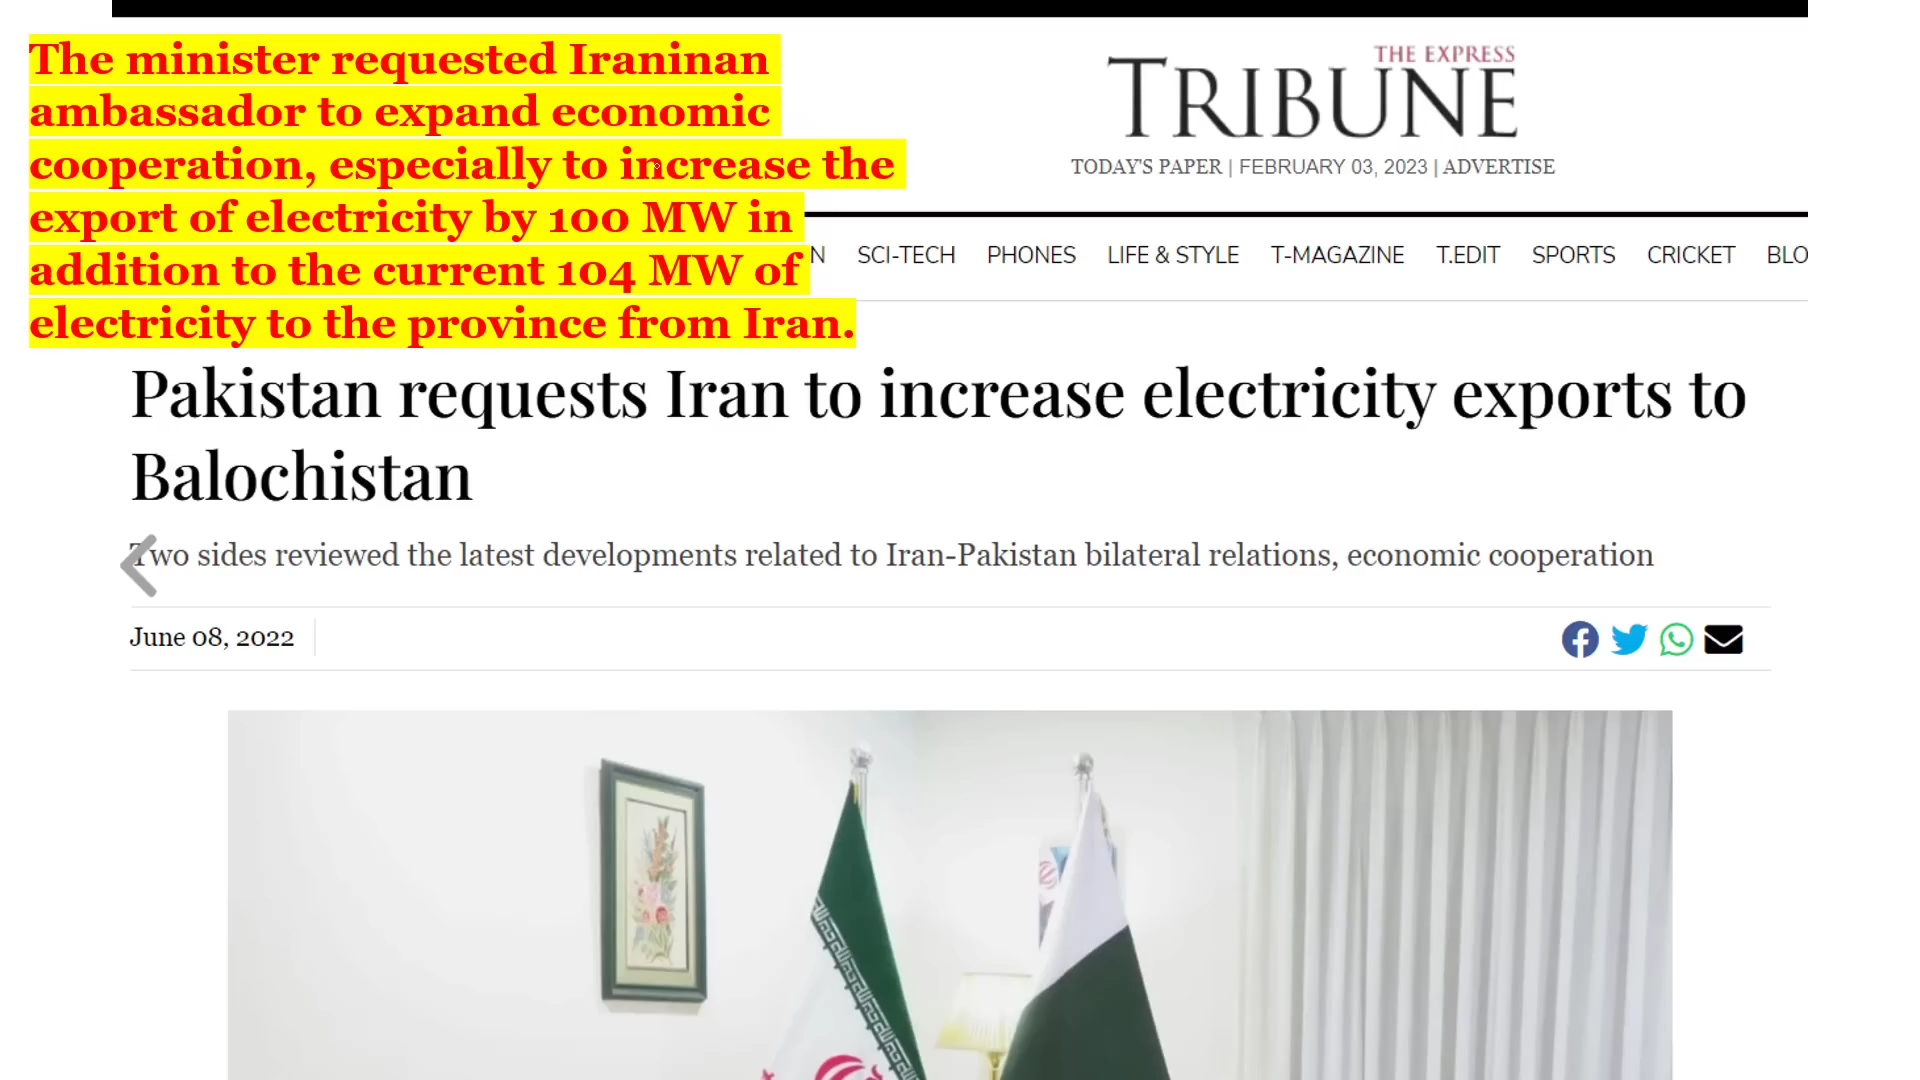 The minister requested Iraninan
ambassador to expand economic
cooperation, especially to increase the
export of electricity by 100 MW in
addition to the current 104 MW of
electricity to the province from Iran.
THE EXPRESS
TRIBUNE
TODAY'S PAPER | FEBRUARY 03, 2023 | ADVERTISE
N SCI-TECH PHONES LIFE & STYLE T-MAGAZINE T.EDIT SPORTS CRICKET BLO
Pakistan requests Iran to increase electricity exports to
Balochistan
Two sides reviewed the latest developments related to Iran-Pakistan bilateral relations, economic cooperation
June 08, 2022